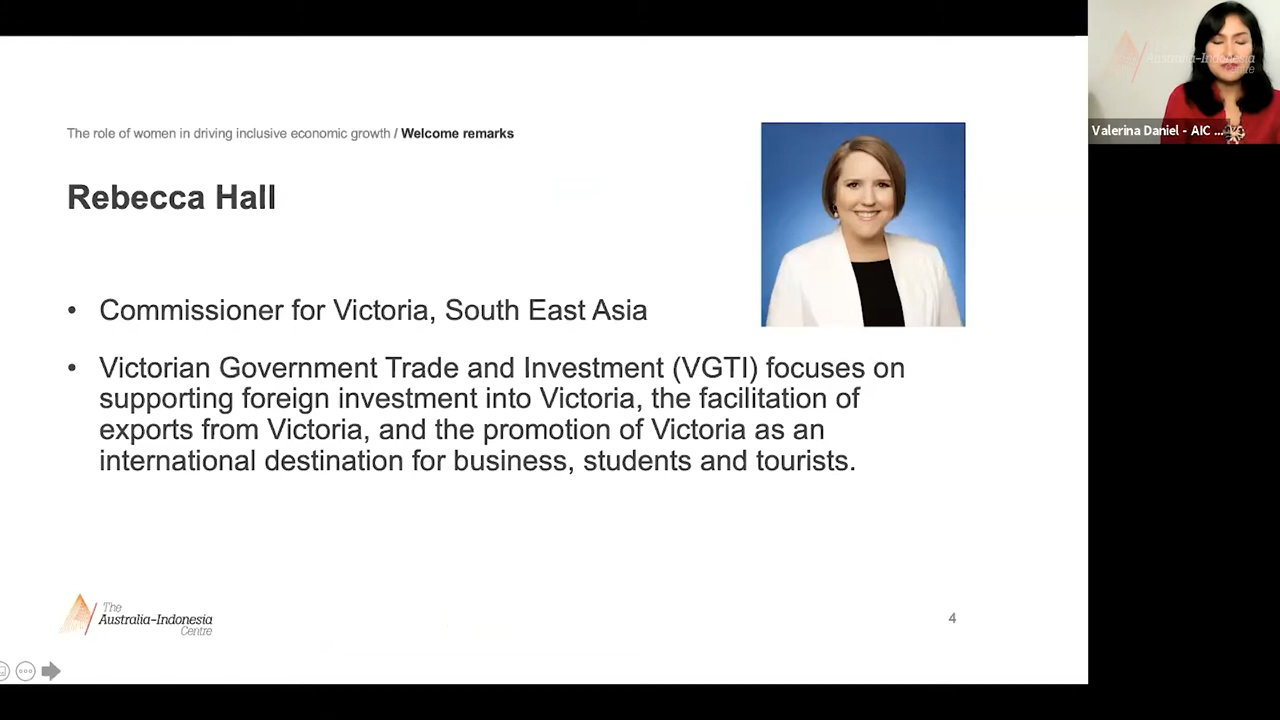 The role of women in driving inclusive economic growth / Welcome remarks
Rebecca Hall
• Commissioner for Victoria, South East Asia
• Victorian Government Trade and Investment (VGTI) focuses on
supporting foreign investment into Victoria, the facilitation of
exports from Victoria, and the promotion of Victoria as an
international destination for business, students and tourists.
The
Australia-Indonesia
Centre
4
Australia-Indonesia
Centre
Valerina Daniel - AIC ...